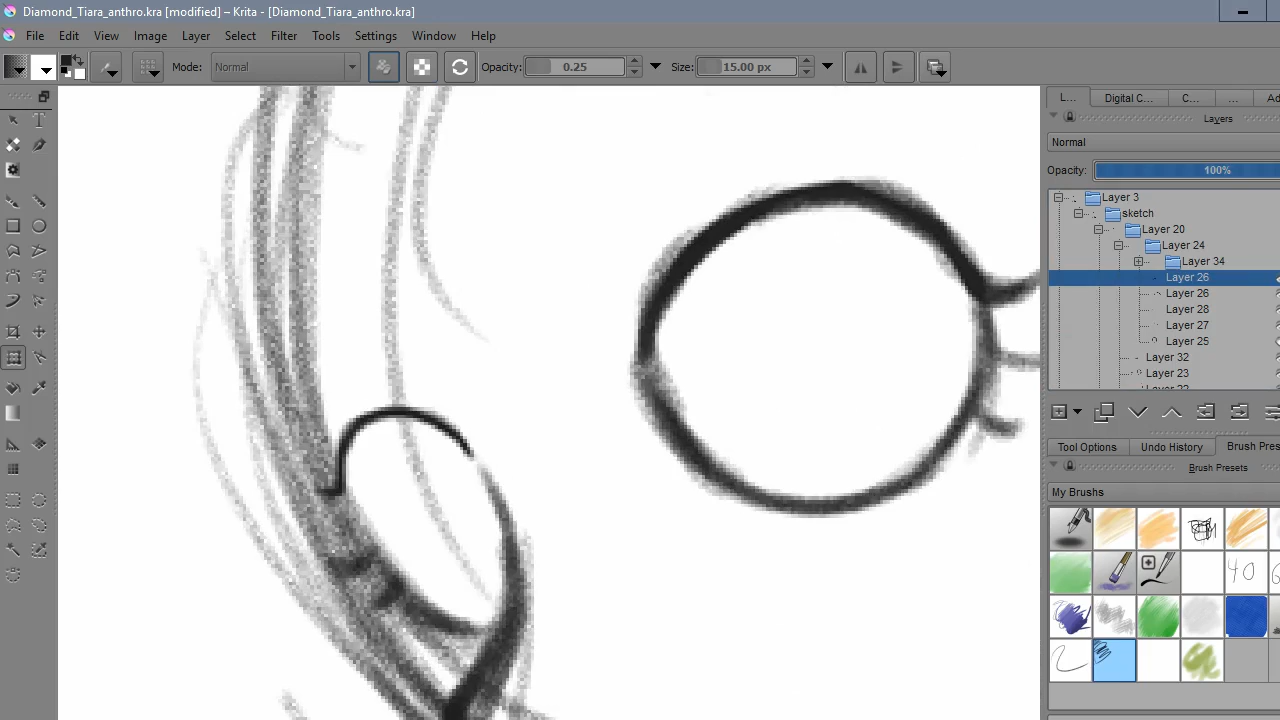 Diamond_Tiara_anthro.kra [modified] – Krita - [Diamond_Tiara_anthro.kra]
File Edit View Image Layer Select Filter Tools Settings Window Help
Mode: Normal Opacity: 0.25 Size: 15.00 px
L... Digital C... C... ... Ad
Layers
Normal
Opacity: 100%
Layer 3
sketch
Layer 20
Layer 24
Layer 34
Layer 26
Layer 26
Layer 28
Layer 27
Layer 25
Layer 32
Layer 23
Tool Options Undo History Brush Pres
Brush Presets
My Brushes